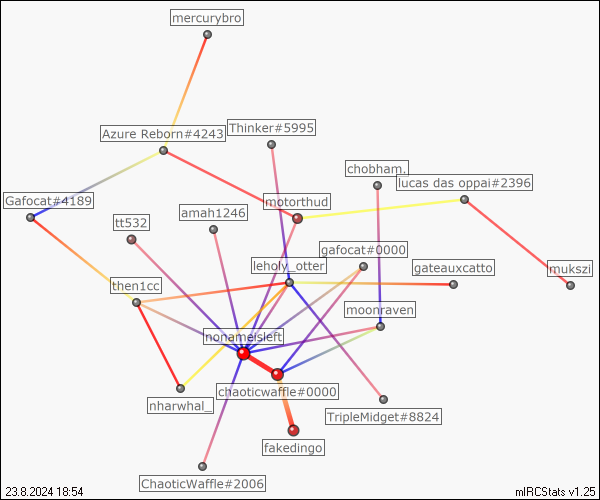 mercurybro
Thinker#5995
Azure Reborn#4243
chobham.
lucas das oppai#2396
Gafocat#4189
motorthud
amah1246
tt532
gafocat#0000
leholy_otter
gateauxcatto
mukszi
then1cc
moonraven
nonameisleft
chaoticwaffle#0000
nharwhal_
TripleMidget#8824
fakedingo
ChaoticWaffle#2006
23.8.2024 18:54
mIRCStats v1.25